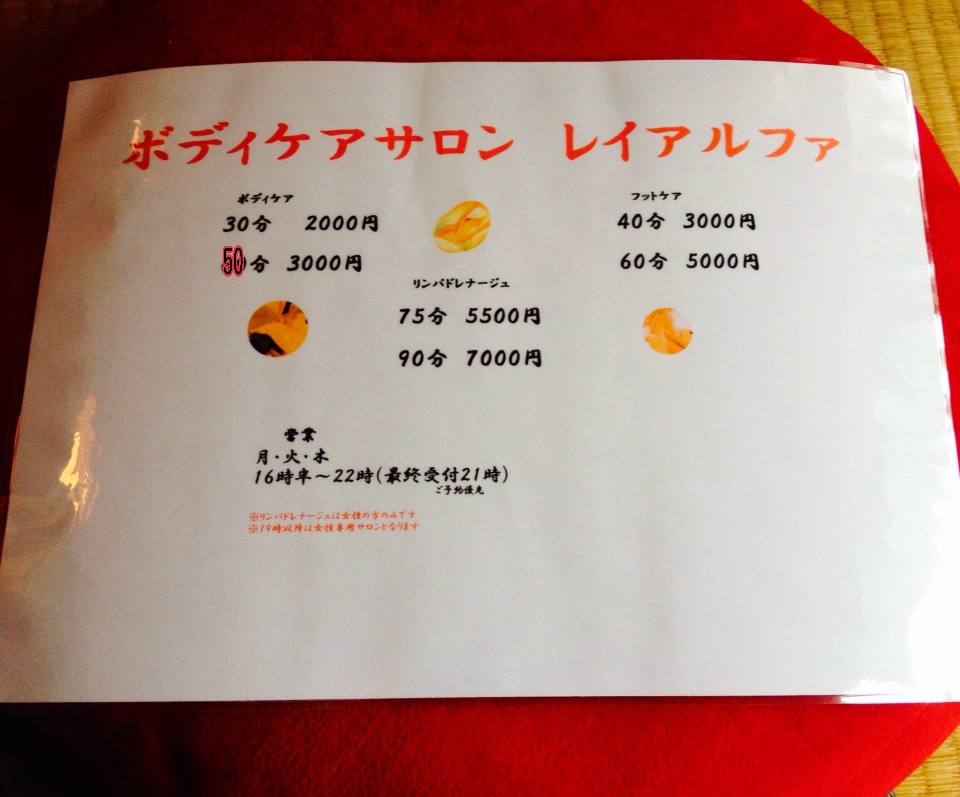 ボディケアサロン レイアルファ
ボディケア
30分 2000円
50分 3000円
フットケア
40分 3000円
60分 5000円
リンパドレナージュ
75分 5500円
90分 7000円
営業
月・火・木
16時半～22時(最終受付21時)
ご予約優先
※リンパドレナージュは女性の方のみです
※19時以降は女性専用サロンとなります